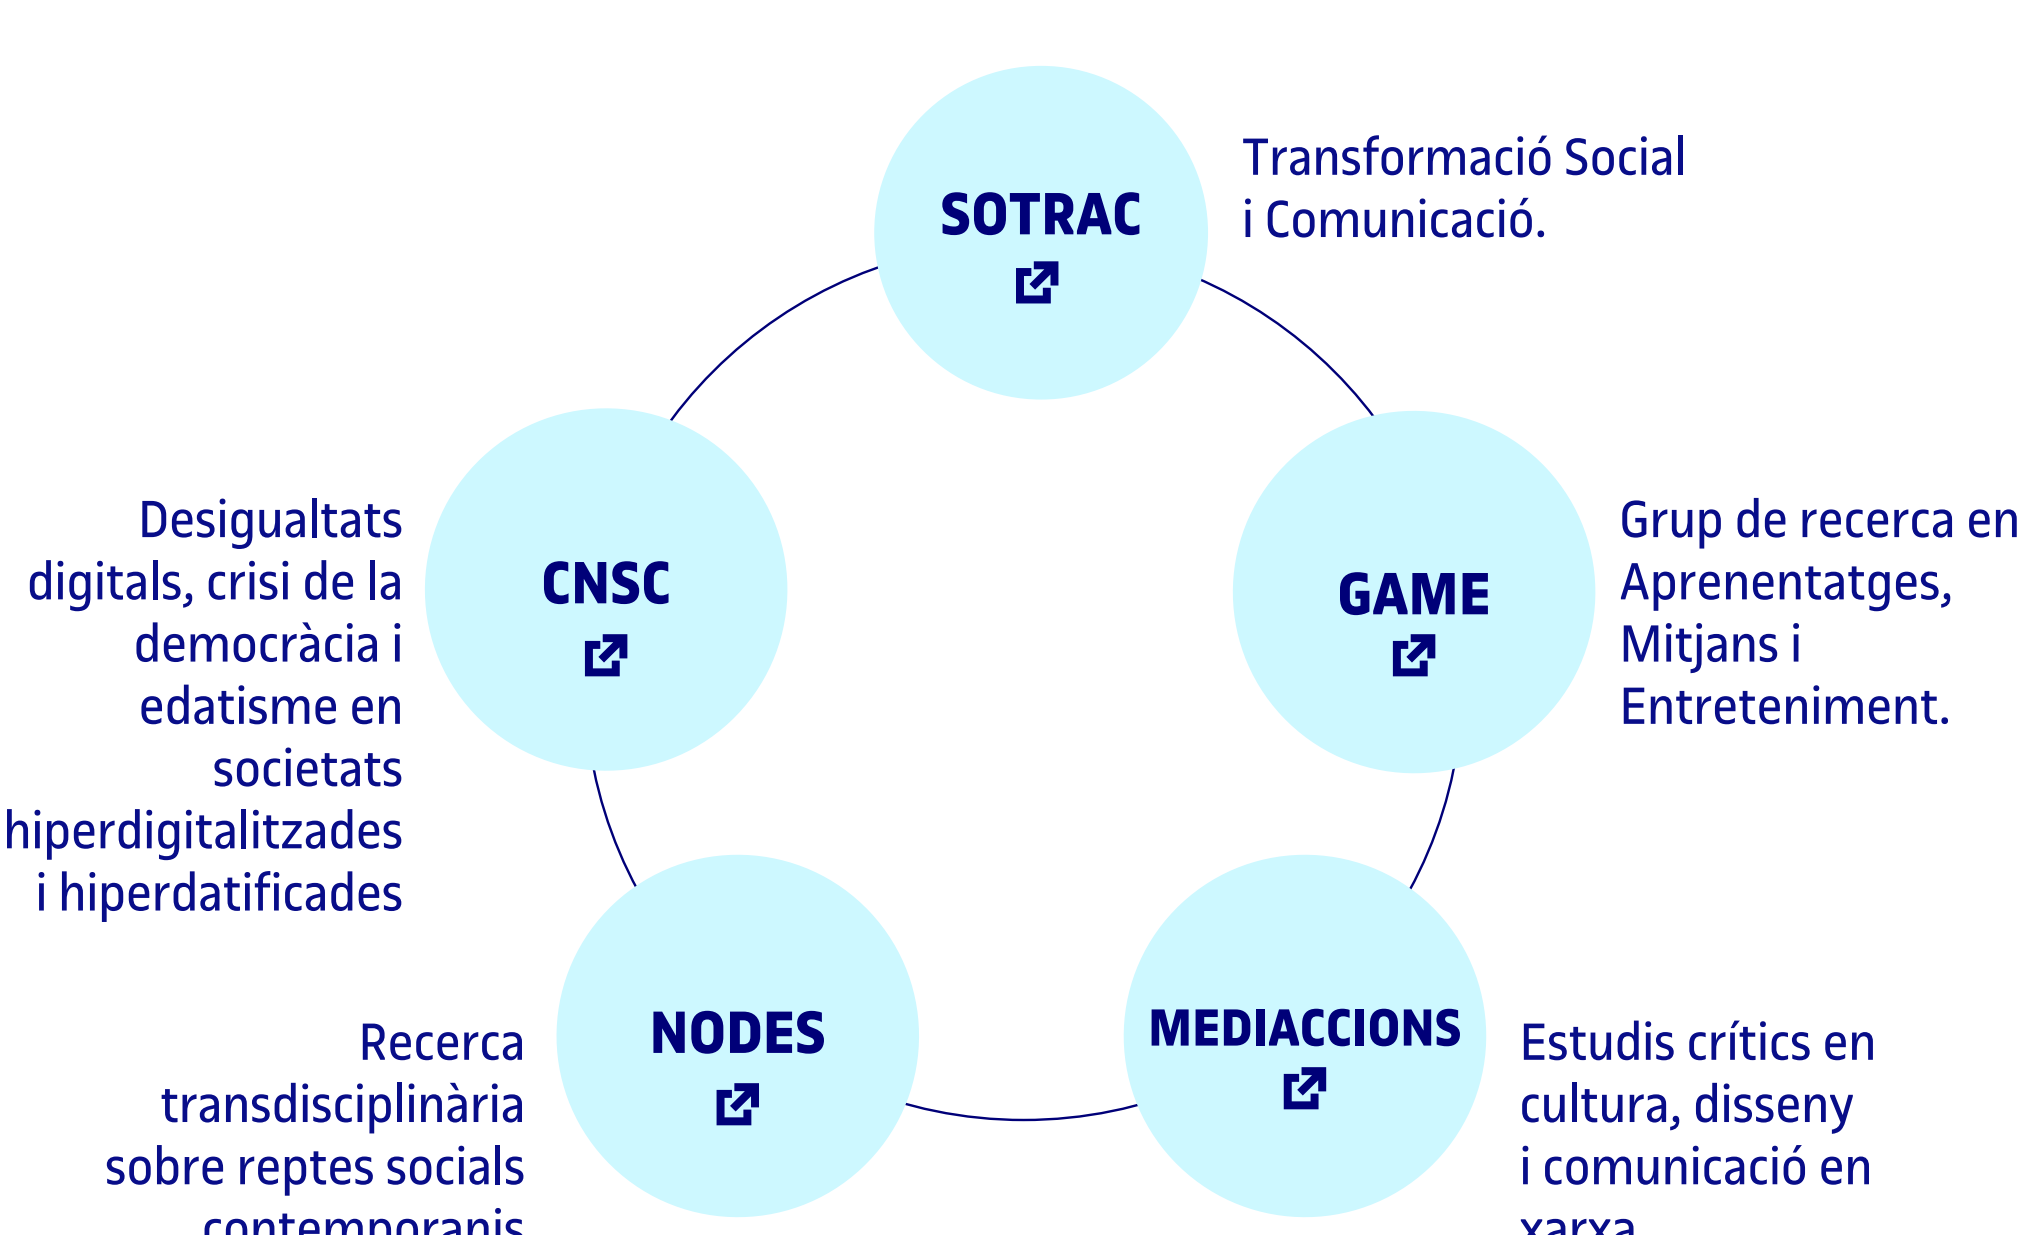 SOTRAC
Transformació Social
i Comunicació.
CNSC
Desigualtats
digitals, crisi de la
democràcia i
edatisme en
societats
hiperdigitalitzades
i hiperdatificades
GAME
Grup de recerca en
Aprenentatges,
Mitjans i
Entreteniment.
NODES
Recerca
transdisciplinària
sobre reptes socials
contemporanis
MEDIACCIONS
Estudis crítics en
cultura, disseny
i comunicació en
xarxa